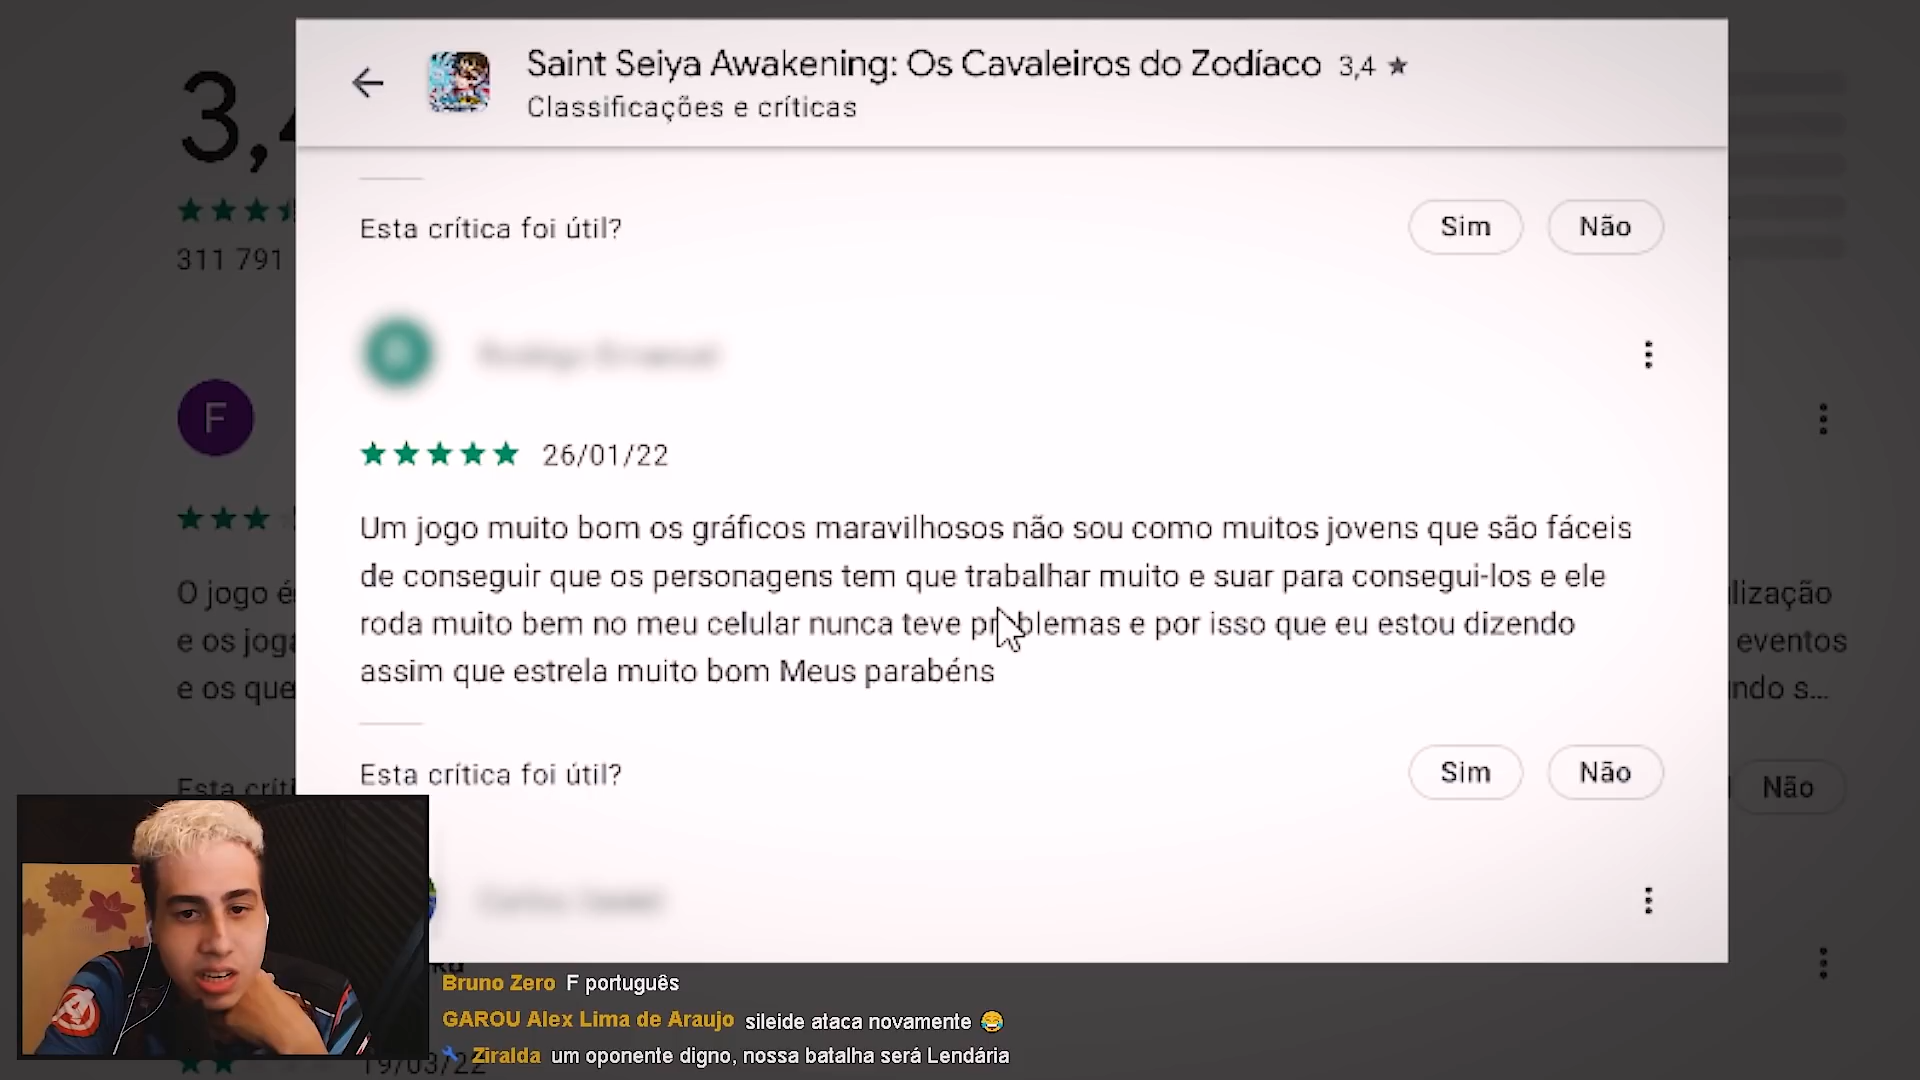 Saint Seiya Awakening: Os Cavaleiros do Zodíaco 3,4 ★
Classificações e críticas
3,
311 791
Esta crítica foi útil?
Sim
Não
F
26/01/22
Um jogo muito bom os gráficos maravilhosos não sou como muitos jovens que são fáceis
de conseguir que os personagens tem que trabalhar muito e suar para consegui-los e ele
roda muito bem no meu celular nunca teve problemas e por isso que eu estou dizendo
assim que estrela muito bom Meus parabéns
O jogo é
lização
e os joga
eventos
e os que
ndo s...
Esta críti
Não
Esta crítica foi útil?
Sim
Não
Bruno Zero F português
GAROU Alex Lima de Araujo sileide ataca novamente 😂
Ziralda um oponente digno, nossa batalha será Lendária
19/03/22